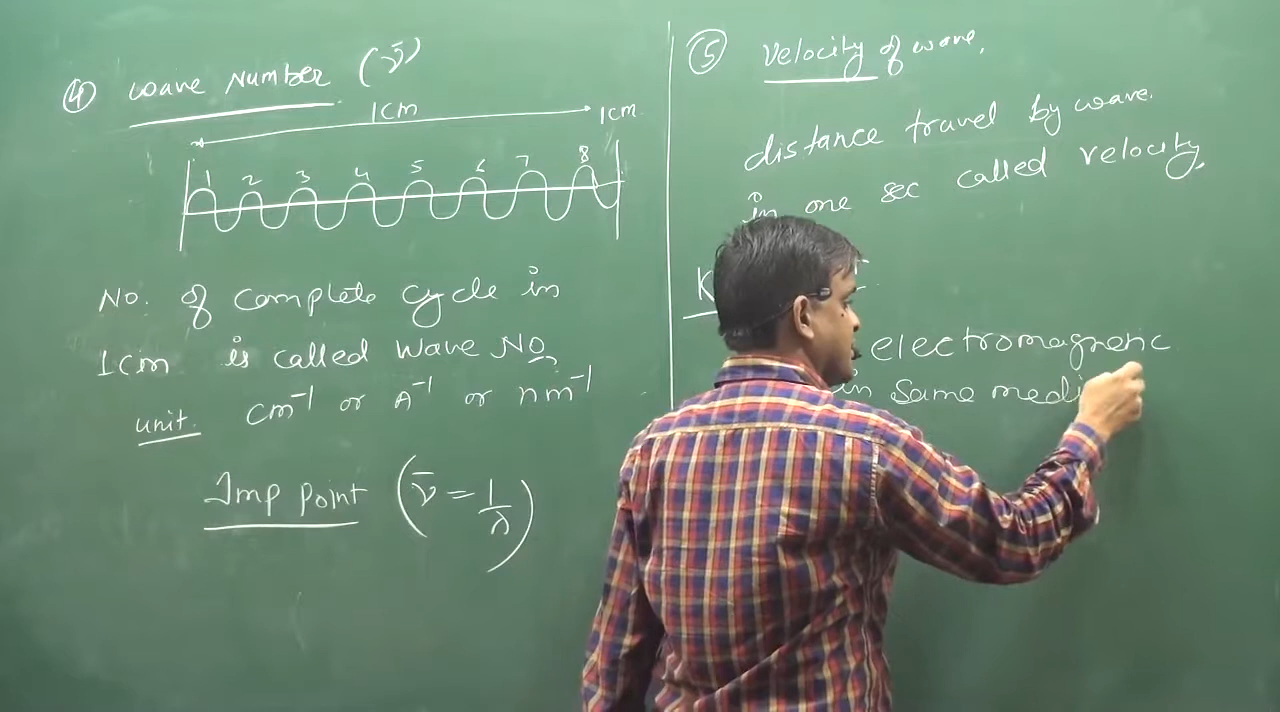 ④ Wave Number (ν̄)
1cm
1cm
1 2 3 4 5 6 7 8
No. of complete cycle in
1cm is called Wave No
unit. cm⁻¹ or A⁻¹ or nm⁻¹
Imp point (ν̄ = 1/λ)
⑤ Velocity of wave.
distance travel by wave.
in one sec called velocity,
electromagnetic
in same medi